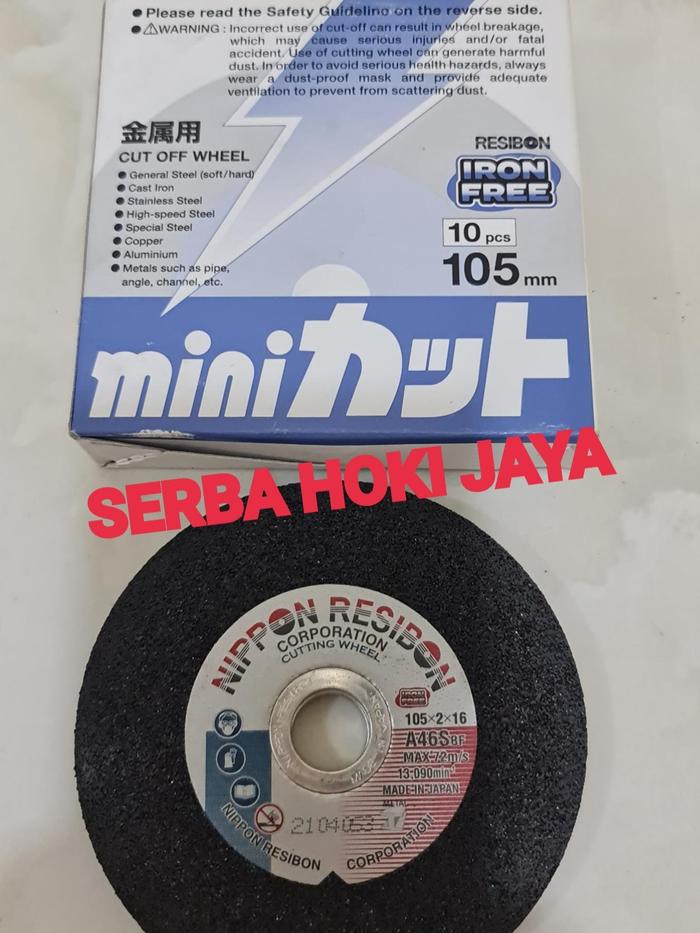 ● Please read the Safety Guideline on the reverse side.
● ⚠WARNING : Incorrect use of cut-off can result in wheel breakage,
which may cause serious injuries and/or fatal
accident. Use of cutting wheel can generate harmful
dust. In order to avoid serious health hazards, always
wear a dust-proof mask and provide adequate
ventilation to prevent from scattering dust.
金属用
CUT OFF WHEEL
● General Steel (soft/hard)
● Cast Iron
● Stainless Steel
● High-speed Steel
● Special Steel
● Copper
● Aluminium
● Metals such as pipe,
angle, channel, etc.
RESIBON
IRON
FREE
10 pcs
105mm
miniカット
SERBA HOKI JAYA
NIPPON RESIBON
CORPORATION
CUTTING WHEEL
IRON FREE
105×2×16
A46SBF
MAX 72m/s
13.090min⁻¹
MADE IN JAPAN
METAL
2104053
NIPPON RESIBON CORPORATION